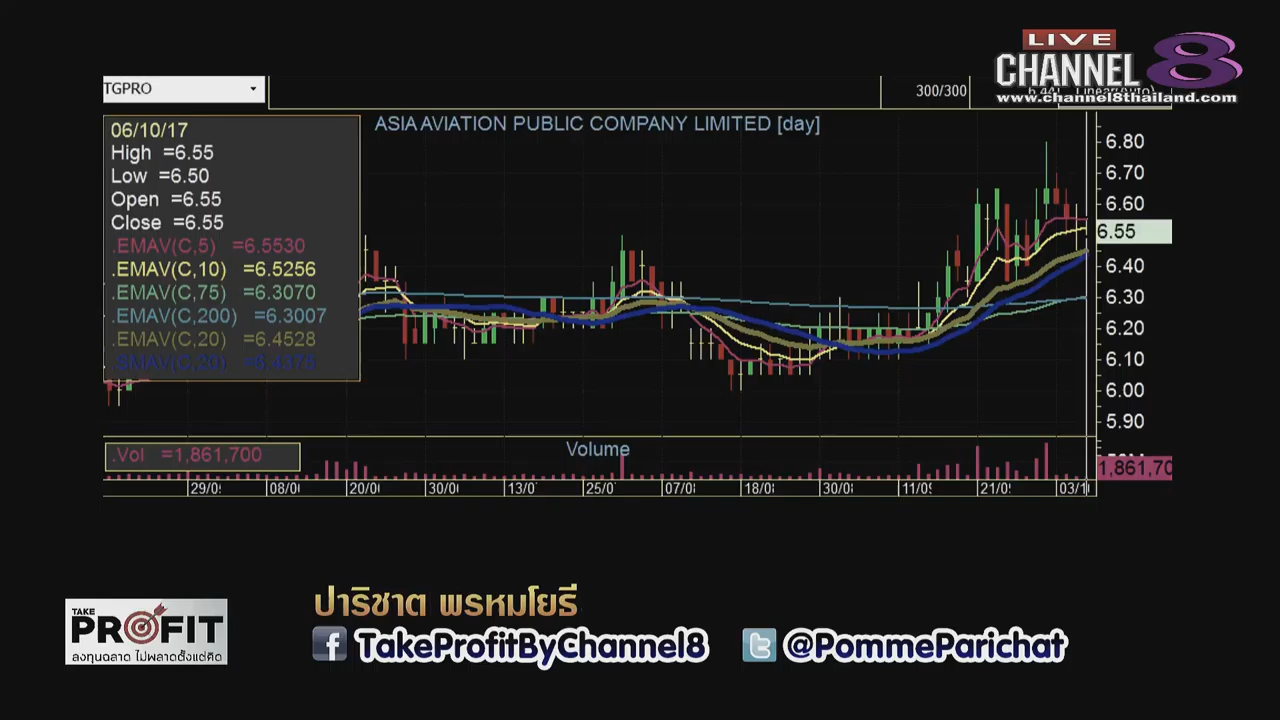 LIVE
CHANNEL 8
www.channel8thailand.com
TGPRO
300/300
06/10/17
High =6.55
Low =6.50
Open =6.55
Close =6.55
.EMAV(C,5) =6.5530
.EMAV(C,10) =6.5256
.EMAV(C,75) =6.3070
.EMAV(C,200) =6.3007
.EMAV(C,20) =6.4528
.SMAV(C,20) =6.4375
ASIA AVIATION PUBLIC COMPANY LIMITED [day]
6.80
6.70
6.60
6.55
6.40
6.30
6.20
6.10
6.00
5.90
.Vol =1,861,700
Volume
1,861,70
29/0 08/0 20/0 30/0 13/0 25/0 07/0 18/0 30/0 11/0 21/0 03/1
TAKE
PROFIT
ลงทุนฉลาด ไม่พลาดตั้งแต่คิด
ปาริชาต พรหมโยธี
TakeProfitByChannel8
@PommeParichat